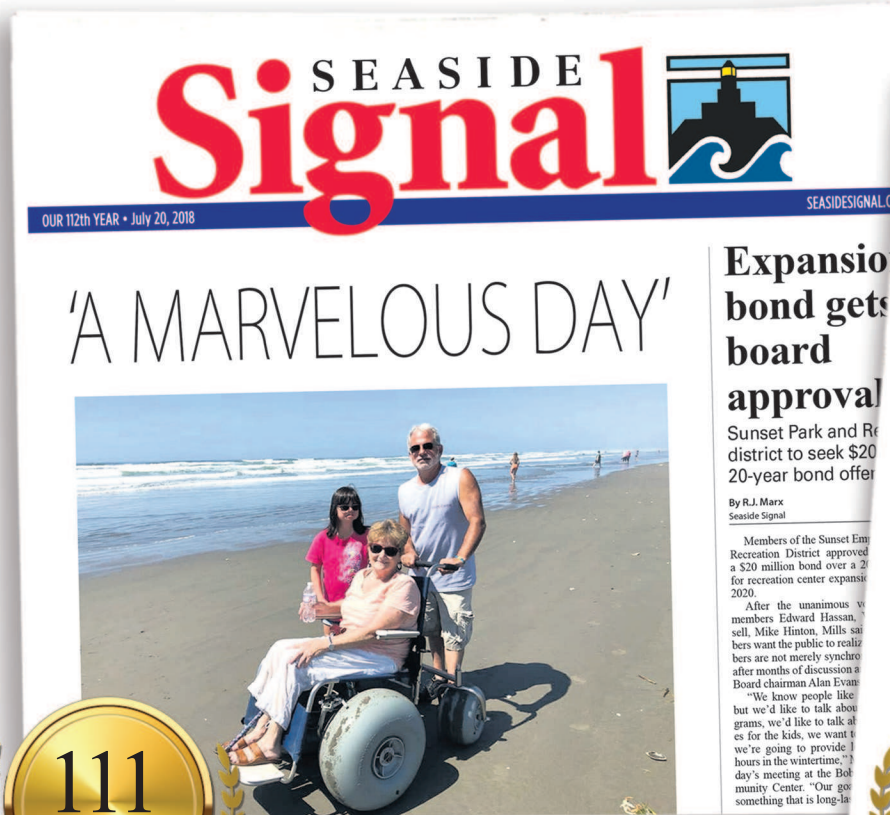 SEASIDE
Signal
OUR 112th YEAR • July 20, 2018
SEASIDESIGNAL.
'A MARVELOUS DAY'
Expansio
bond gets
board
approval
Sunset Park and Re
district to seek $20
20-year bond offer
By R.J. Marx
Seaside Signal
Members of the Sunset Em
Recreation District approved
a $20 million bond over a 2
for recreation center expansi
2020.
After the unanimous v
members Edward Hassan,
sell, Mike Hinton, Mills sai
bers want the public to realiz
bers are not merely synchro
after months of discussion a
Board chairman Alan Evans
"We know people like
but we'd like to talk abou
grams, we'd like to talk ab
es for the kids, we want t
we're going to provide l
hours in the wintertime,"
day's meeting at the Bob
munity Center. "Our goa
something that is long-la
111